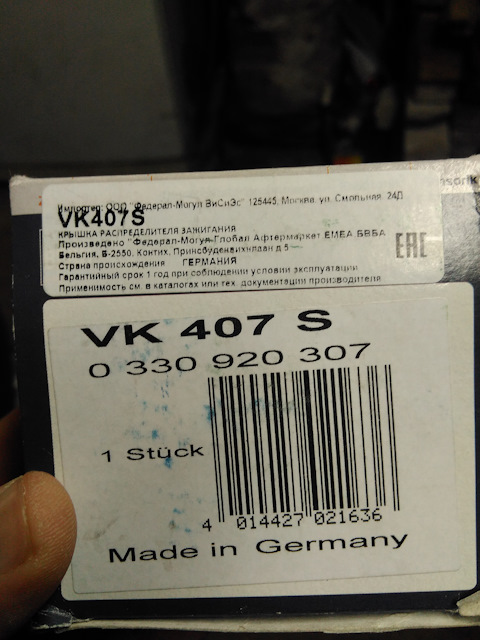 Импортер: ООО "Федерал-Могул ВиСиЭс" 125445, Москва, ул. Смольная, 24Д
VK407S
КРЫШКА РАСПРЕДЕЛИТЕЛЯ ЗАЖИГАНИЯ
Произведено "Федерал-Могул-Глобал Афтермаркет ЕМЕА БВБА
Бельгия, Б-2550, Контих, Принсбуденвихклаан д 5
Страна происхождения ГЕРМАНИЯ
Гарантийный срок 1 год при соблюдении условий эксплуатации
Применимость см. в каталогах или тех. документации производителя
EAC
VK 407 S
0 330 920 307
1 Stück
4 014427 021636
Made in Germany